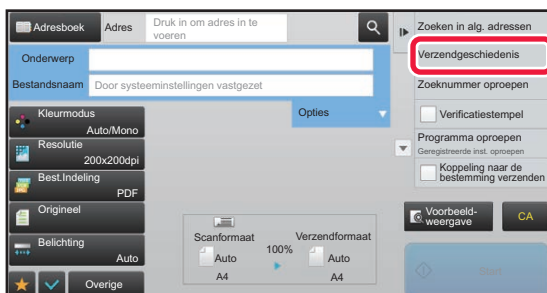 Adresboek
Adres
Druk in om adres in te
voeren
Onderwerp
Bestandsnaam
Door systeeminstellingen vastgezet
Opties
Kleurmodus
Auto/Mono
Resolutie
200x200dpi
Best.Indeling
PDF
Origineel
Belichting
Auto
Overige
Scanformaat
Auto
A4
100%
Verzendformaat
Auto
A4
Zoeken in alg. adressen
Verzendgeschiedenis
Zoeknummer oproepen
Verificatiestempel
Programma oproepen
Geregistreerde inst. oproepen
Koppeling naar de
bestemming verzenden
Voorbeeld-
weergave
CA
Start